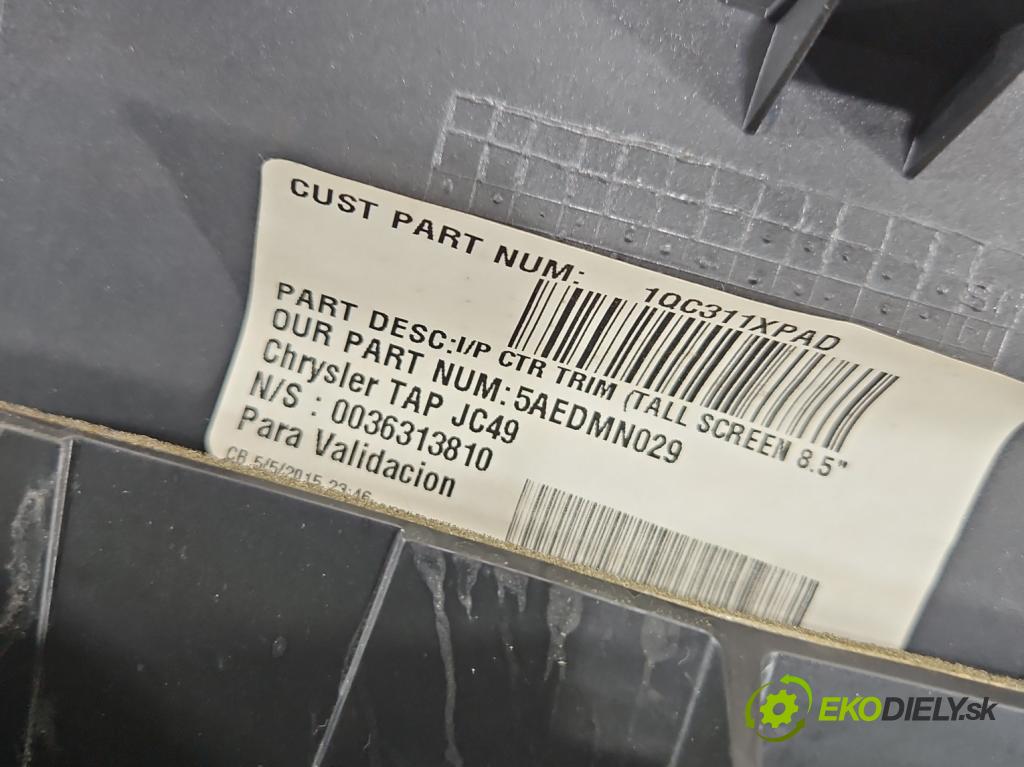 CUST PART NUM:
1QC311XPAD
PART DESC:I/P CTR TRIM (TALL SCREEN 8.5"
OUR PART NUM: 5AEDMN029
Chrysler TAP JC49
N/S : 0036313810
Para Validacion
CB 5/5/2015 23:46
EKODIELY.sk